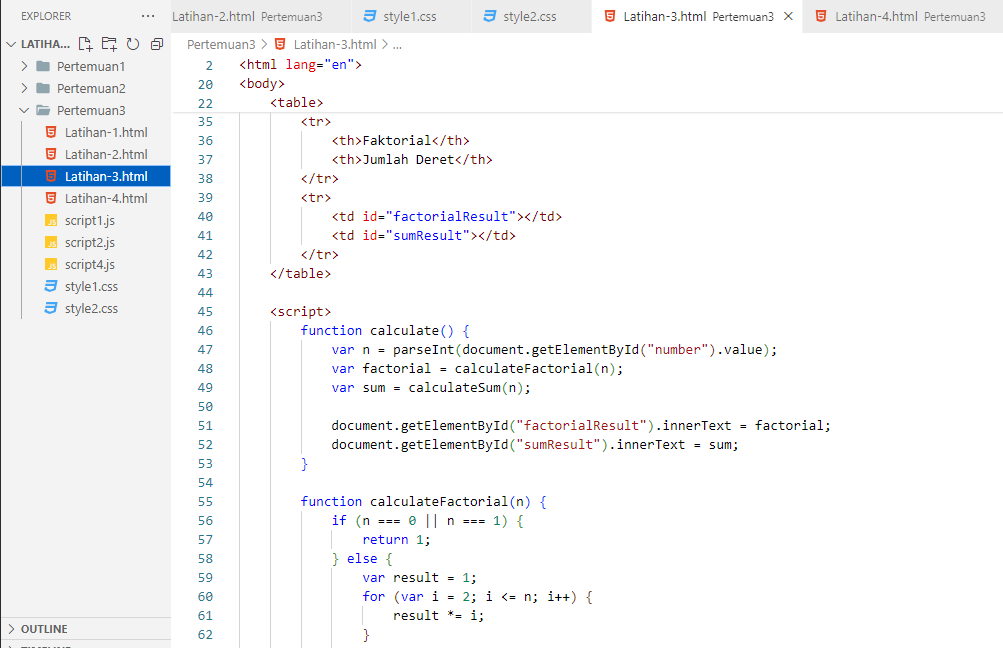 EXPLORER ...
Latihan-2.html Pertemuan3 style1.css style2.css Latihan-3.html Pertemuan3 Latihan-4.html Pertemuan3
LATIHA...
Pertemuan1
Pertemuan2
Pertemuan3
Latihan-1.html
Latihan-2.html
Latihan-3.html
Latihan-4.html
JS script1.js
JS script2.js
JS script4.js
style1.css
style2.css
OUTLINE
Pertemuan3 > Latihan-3.html > ...
2 <html lang="en">
20 <body>
22 <table>
35 <tr>
36 <th>Faktorial</th>
37 <th>Jumlah Deret</th>
38 </tr>
39 <tr>
40 <td id="factorialResult"></td>
41 <td id="sumResult"></td>
42 </tr>
43 </table>
44
45 <script>
46 function calculate() {
47 var n = parseInt(document.getElementById("number").value);
48 var factorial = calculateFactorial(n);
49 var sum = calculateSum(n);
50
51 document.getElementById("factorialResult").innerText = factorial;
52 document.getElementById("sumResult").innerText = sum;
53 }
54
55 function calculateFactorial(n) {
56 if (n === 0 || n === 1) {
57 return 1;
58 } else {
59 var result = 1;
60 for (var i = 2; i <= n; i++) {
61 result *= i;
62 }